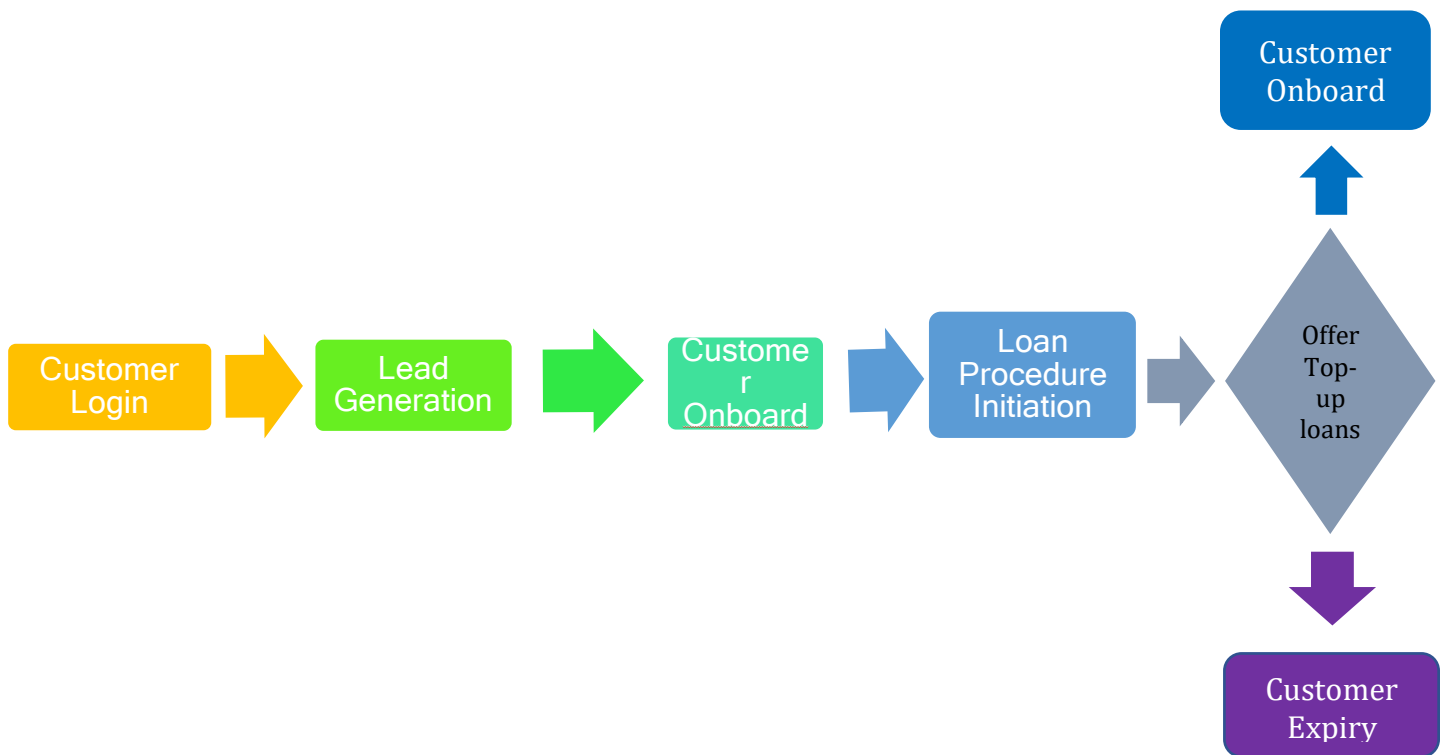 Customer
Onboard
Customer
Login
Lead
Generation
Custome
r
Onboard
Loan
Procedure
Initiation
Offer
Top-
up
loans
Customer
Expiry